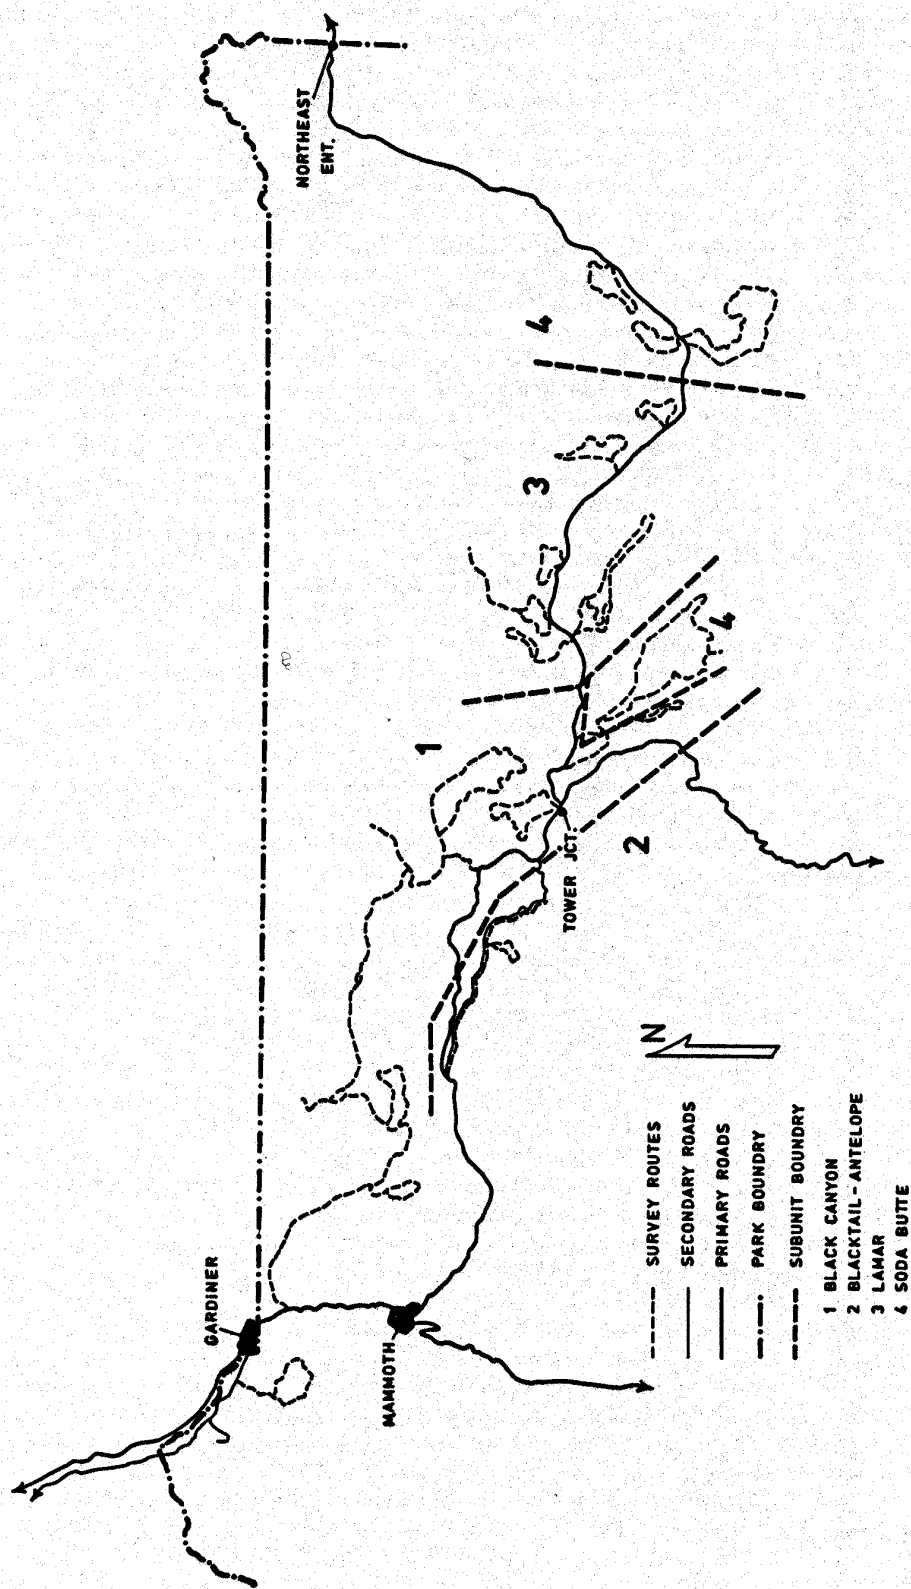 GARDINER
MAMMOTH
NORTHEAST
ENT.
TOWER JCT.
1
2
3
4
4
N
SURVEY ROUTES
SECONDARY ROADS
PRIMARY ROADS
PARK BOUNDRY
SUBUNIT BOUNDRY
1 BLACK CANYON
2 BLACKTAIL-ANTELOPE
3 LAMAR
4 SODA BUTTE